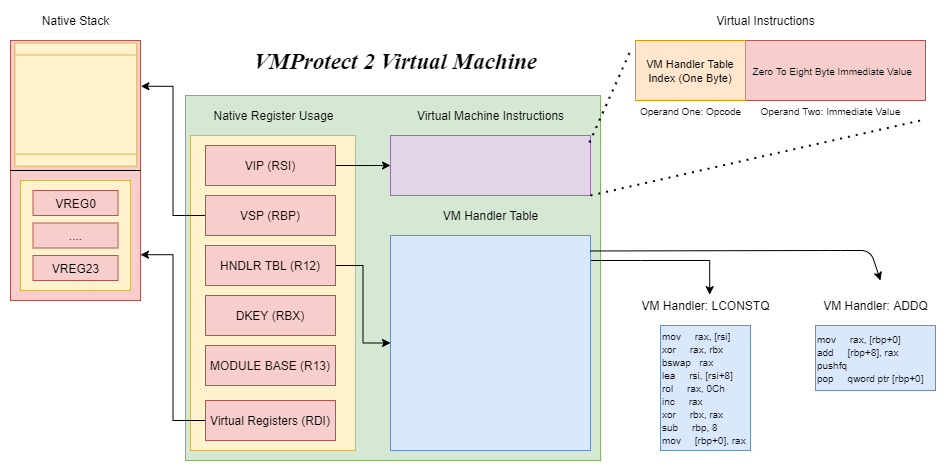 Native Stack
Virtual Instructions
VMProtect 2 Virtual Machine
VM Handler Table
Index (One Byte)
Zero To Eight Byte Immediate Value
Operand One: Opcode
Operand Two: Immediate Value
Native Register Usage
Virtual Machine Instructions
VIP (RSI)
VSP (RBP)
HNDLR TBL (R12)
DKEY (RBX)
MODULE BASE (R13)
Virtual Registers (RDI)
VREG0
....
VREG23
VM Handler Table
VM Handler: LCONSTQ
mov rax, [rsi]
xor rax, rbx
bswap rax
lea rsi, [rsi+8]
rol rax, 0Ch
inc rax
xor rbx, rax
sub rbp, 8
mov [rbp+0], rax
VM Handler: ADDQ
mov rax, [rbp+0]
add [rbp+8], rax
pushfq
pop qword ptr [rbp+0]